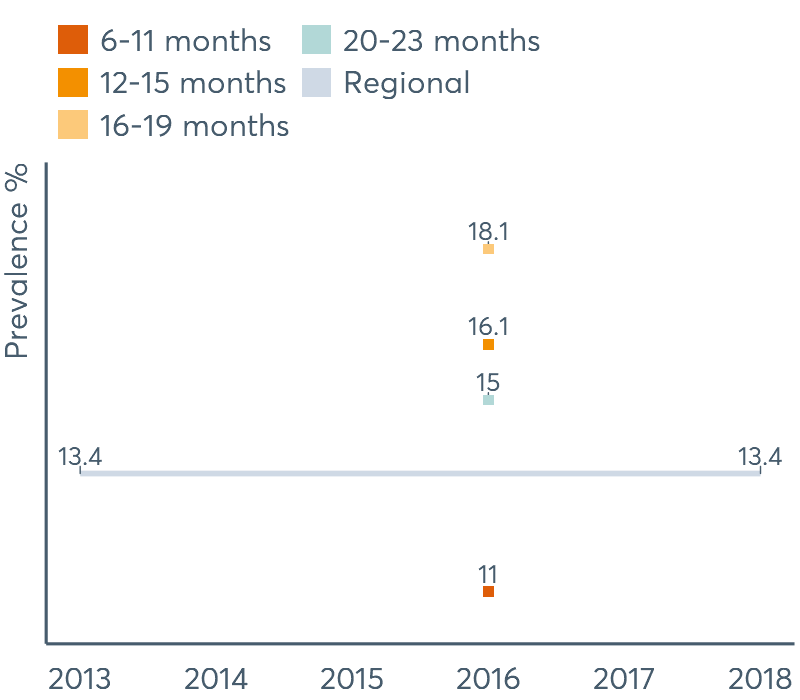 6-11 months
20-23 months
12-15 months
Regional
16-19 months
Prevalence %
18.1
16.1
15
13.4
13.4
11
2013 2014 2015 2016 2017 2018